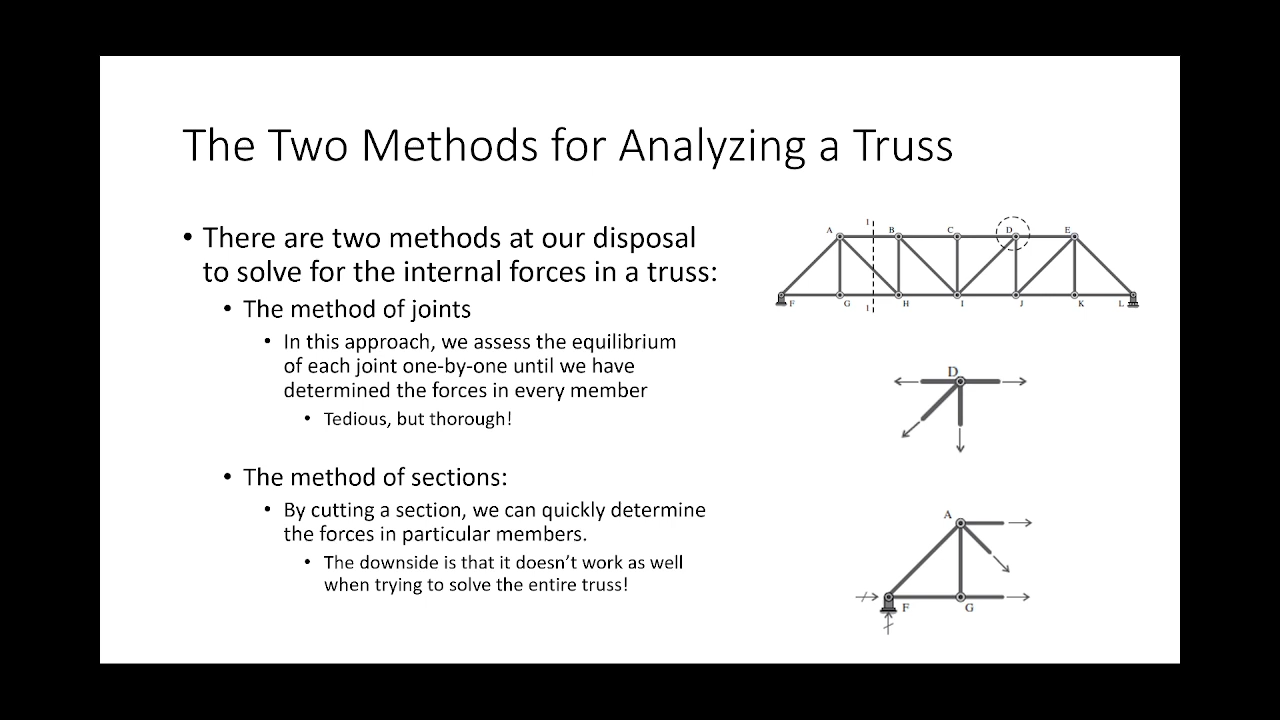 The Two Methods for Analyzing a Truss
• There are two methods at our disposal
to solve for the internal forces in a truss:
• The method of joints
• In this approach, we assess the equilibrium
of each joint one-by-one until we have
determined the forces in every member
• Tedious, but thorough!
• The method of sections:
• By cutting a section, we can quickly determine
the forces in particular members.
• The downside is that it doesn't work as well
when trying to solve the entire truss!
1
A B C D E
F G H I J K L
1
D
A
F G